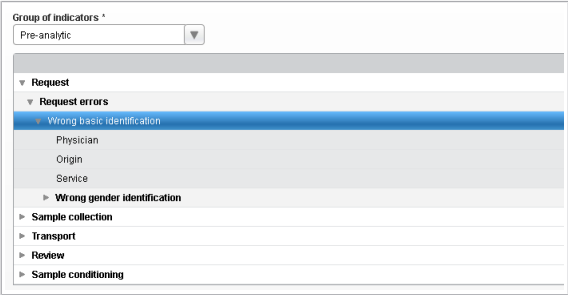 Group of indicators *
Pre-analytic
Request
Request errors
Wrong basic identification
Physician
Origin
Service
Wrong gender identification
Sample collection
Transport
Review
Sample conditioning